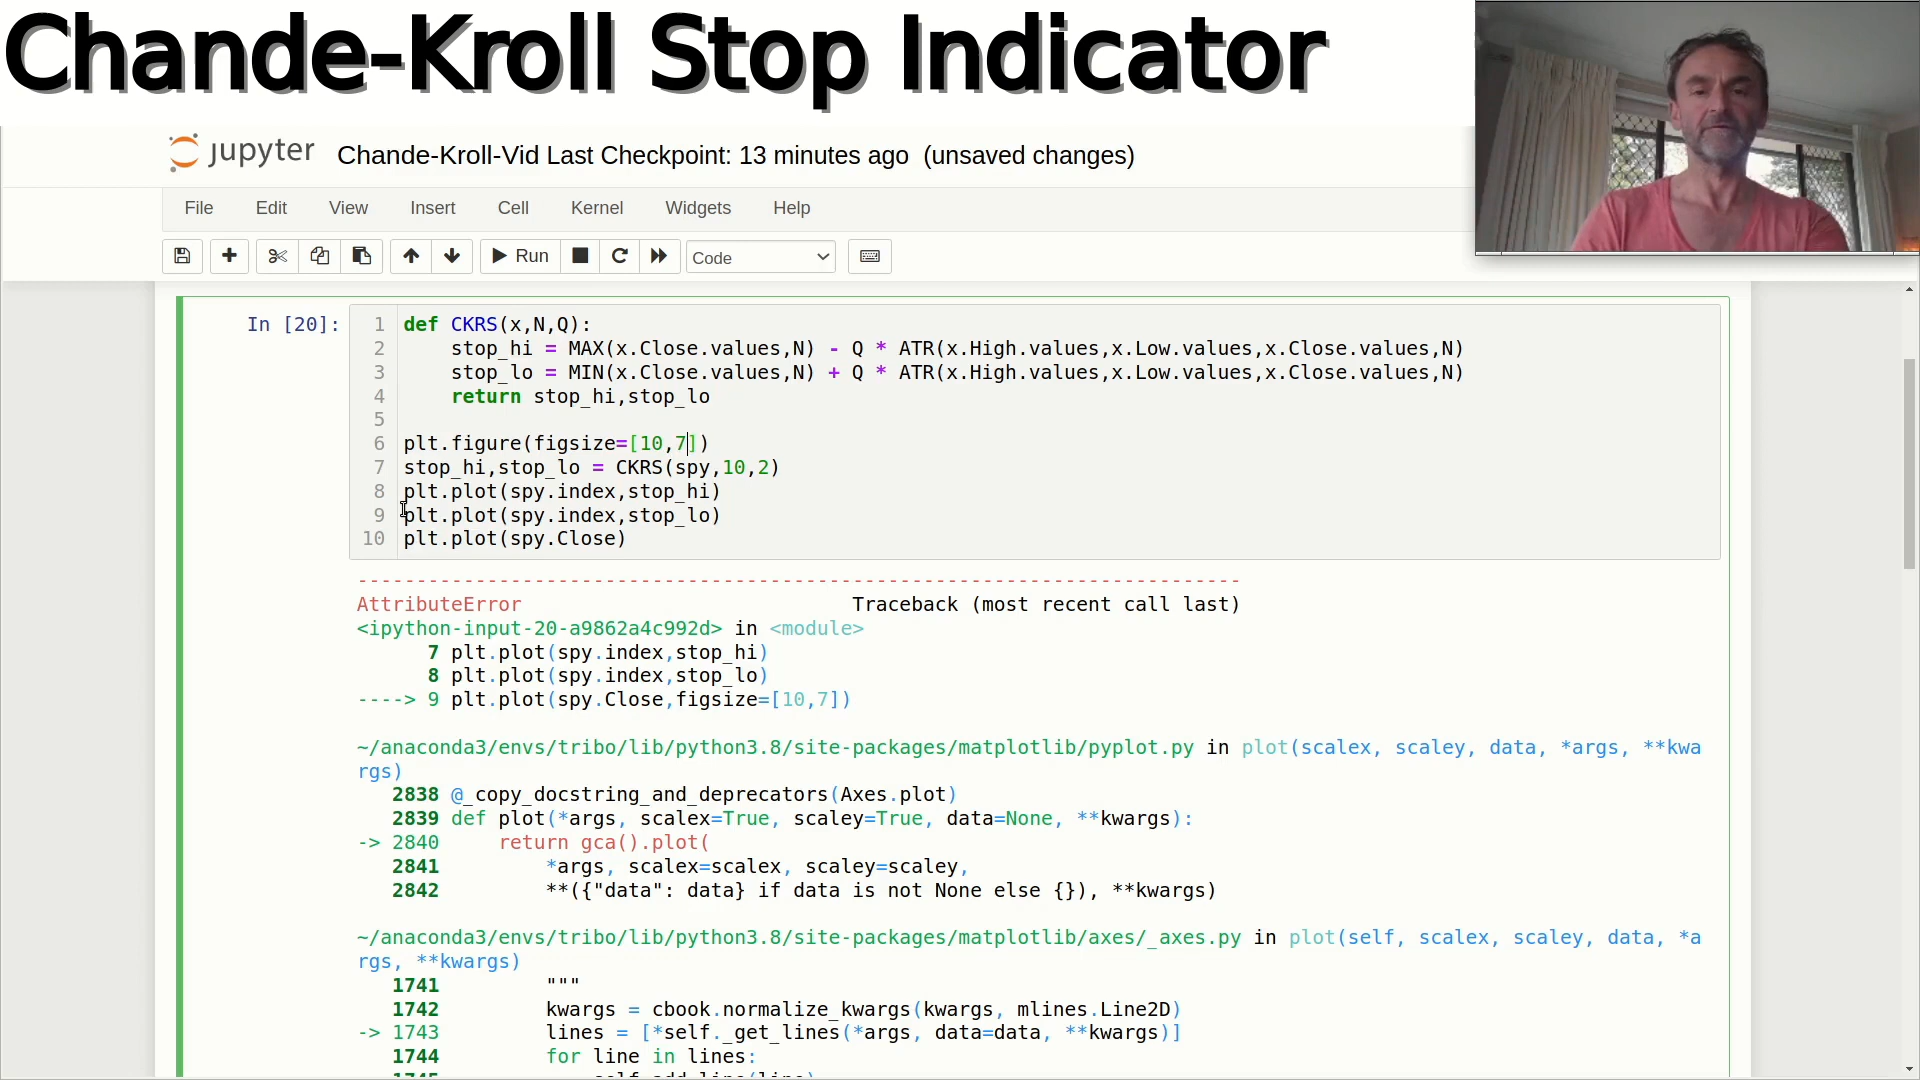 Chande-Kroll Stop Indicator
jupyter Chande-Kroll-Vid Last Checkpoint: 13 minutes ago (unsaved changes)
File Edit View Insert Cell Kernel Widgets Help
Run Code
In [20]:
1 def CKRS(x,N,Q):
2     stop_hi = MAX(x.Close.values,N) - Q * ATR(x.High.values,x.Low.values,x.Close.values,N)
3     stop_lo = MIN(x.Close.values,N) + Q * ATR(x.High.values,x.Low.values,x.Close.values,N)
4     return stop_hi,stop_lo
5
6 plt.figure(figsize=[10,7])
7 stop_hi,stop_lo = CKRS(spy,10,2)
8 plt.plot(spy.index,stop_hi)
9 plt.plot(spy.index,stop_lo)
10 plt.plot(spy.Close)
---------------------------------------------------------------------------
AttributeError                            Traceback (most recent call last)
<ipython-input-20-a9862a4c992d> in <module>
      7 plt.plot(spy.index,stop_hi)
      8 plt.plot(spy.index,stop_lo)
----> 9 plt.plot(spy.Close,figsize=[10,7])
~/anaconda3/envs/tribo/lib/python3.8/site-packages/matplotlib/pyplot.py in plot(scalex, scaley, data, *args, **kwa
rgs)
   2838 @_copy_docstring_and_deprecators(Axes.plot)
   2839 def plot(*args, scalex=True, scaley=True, data=None, **kwargs):
-> 2840     return gca().plot(
   2841         *args, scalex=scalex, scaley=scaley,
   2842         **({"data": data} if data is not None else {}), **kwargs)
~/anaconda3/envs/tribo/lib/python3.8/site-packages/matplotlib/axes/_axes.py in plot(self, scalex, scaley, data, *a
rgs, **kwargs)
   1741         """
   1742         kwargs = cbook.normalize_kwargs(kwargs, mlines.Line2D)
-> 1743         lines = [*self._get_lines(*args, data=data, **kwargs)]
   1744         for line in lines: